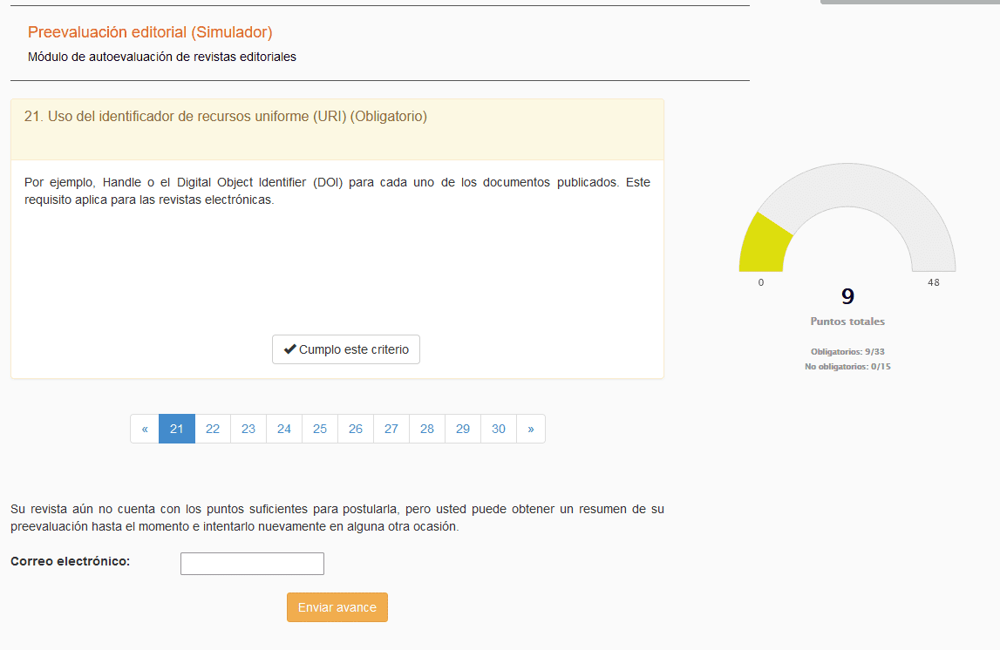 Preevaluación editorial (Simulador)
Módulo de autoevaluación de revistas editoriales
21. Uso del identificador de recursos uniforme (URI) (Obligatorio)
Por ejemplo, Handle o el Digital Object Identifier (DOI) para cada uno de los documentos publicados. Este
requisito aplica para las revistas electrónicas.
Cumplo este criterio
« 21 22 23 24 25 26 27 28 29 30 »
0 48
9
Puntos totales
Obligatorios: 9/33
No obligatorios: 0/15
Su revista aún no cuenta con los puntos suficientes para postularla, pero usted puede obtener un resumen de su
preevaluación hasta el momento e intentarlo nuevamente en alguna otra ocasión.
Correo electrónico:
Enviar avance